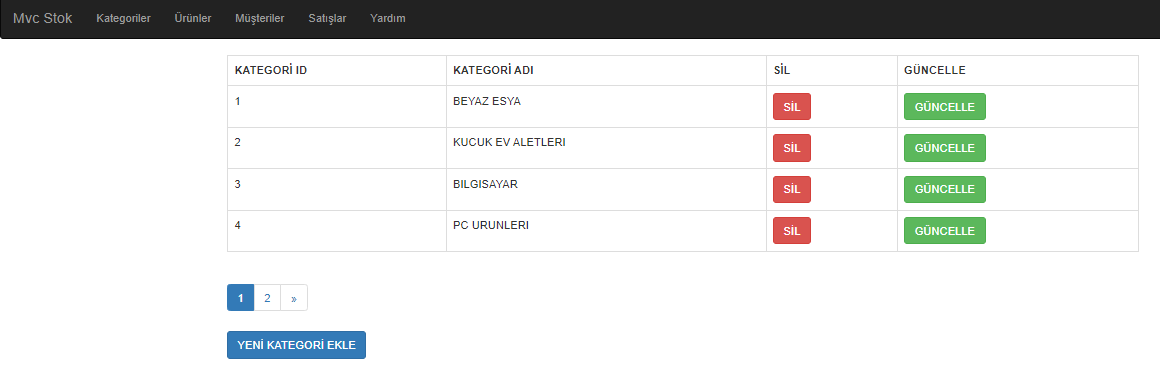 Mvc Stok Kategoriler Ürünler Müşteriler Satışlar Yardım
KATEGORİ ID KATEGORİ ADI SİL GÜNCELLE
1 BEYAZ ESYA SİL GÜNCELLE
2 KUCUK EV ALETLERI SİL GÜNCELLE
3 BILGISAYAR SİL GÜNCELLE
4 PC URUNLERI SİL GÜNCELLE
1 2 »
YENİ KATEGORİ EKLE